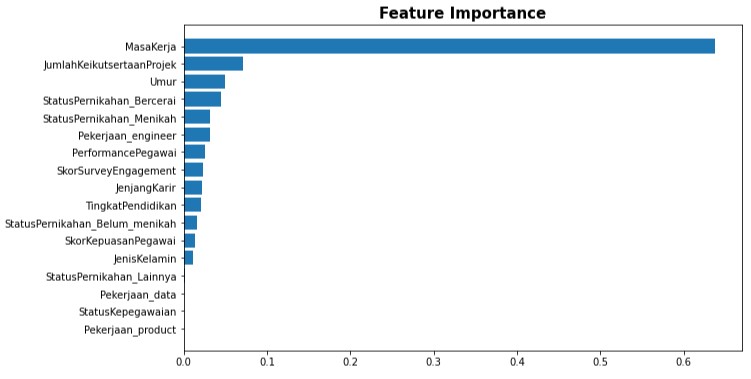 Feature Importance
MasaKerja
JumlahKeikutsertaanProjek
Umur
StatusPernikahan_Bercerai
StatusPernikahan_Menikah
Pekerjaan_engineer
PerformancePegawai
SkorSurveyEngagement
JenjangKarir
TingkatPendidikan
StatusPernikahan_Belum_menikah
SkorKepuasanPegawai
JenisKelamin
StatusPernikahan_Lainnya
Pekerjaan_data
StatusKepegawaian
Pekerjaan_product
0.0 0.1 0.2 0.3 0.4 0.5 0.6